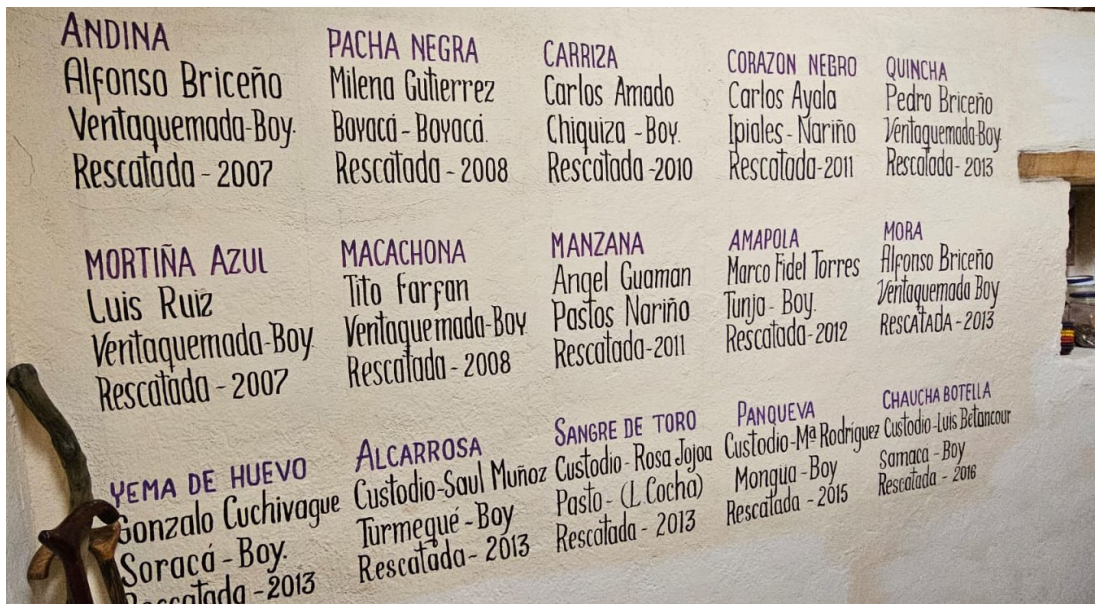 ANDINA
Alfonso Briceño
Ventaquemada-Boy.
Rescatada - 2007
PACHA NEGRA
Milena Gutierrez
Boyacá - Boyacá
Rescatada - 2008
CARRIZA
Carlos Amado
Chiquiza - Boy.
Rescatada - 2010
CORAZON NEGRO
Carlos Ayala
Ipiales - Nariño
Rescatada - 2011
QUINCHA
Pedro Briceño
Ventaquemada-Boy
Rescatada - 2013
MORTIÑA AZUL
Luis Ruiz
Ventaquemada-Boy.
Rescatada - 2007
MACACHONA
Tito Farfan
Ventaquemada-Boy
Rescatada - 2008
MANZANA
Angel Guaman
Pastos Nariño
Rescatada - 2011
AMAPOLA
Marco Fidel Torres
Tunja - Boy.
Rescatada - 2012
MORA
Alfonso Briceño
Ventaquemada Boy
RESCATADA - 2013
YEMA DE HUEVO
Gonzalo Cuchivague
Soracá - Boy.
Rescatada - 2013
ALCARROSA
Custodio-Saul Muñoz
Turmequé - Boy
Rescatada - 2013
SANGRE DE TORO
Custodio - Rosa Jojoa
Pasto - (L. Cocha)
Rescatada - 2013
PANQUEVA
Custodio - Mª Rodriguez
Mongua - Boy
Rescatada - 2015
CHAUCHA BOTELLA
Custodio - Luis Betancour
Samaca - Boy
Rescatada - 2016